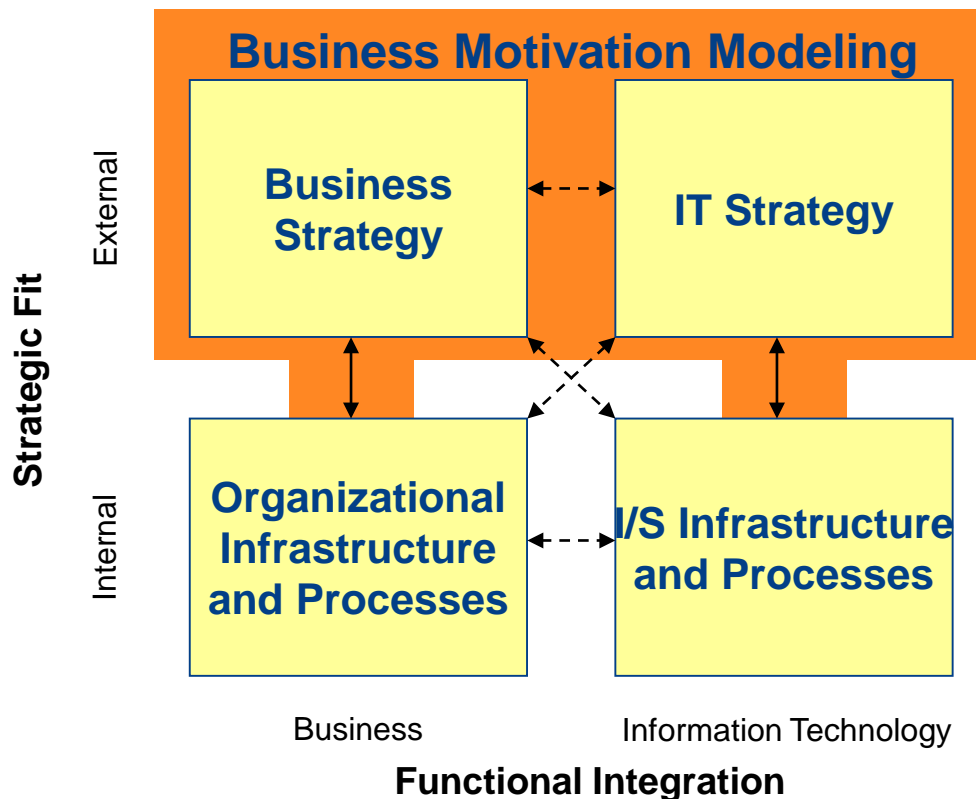 Business Motivation Modeling
Business
Strategy
IT Strategy
External
Strategic Fit
Organizational
Infrastructure
and Processes
I/S Infrastructure
and Processes
Internal
Business
Information Technology
Functional Integration